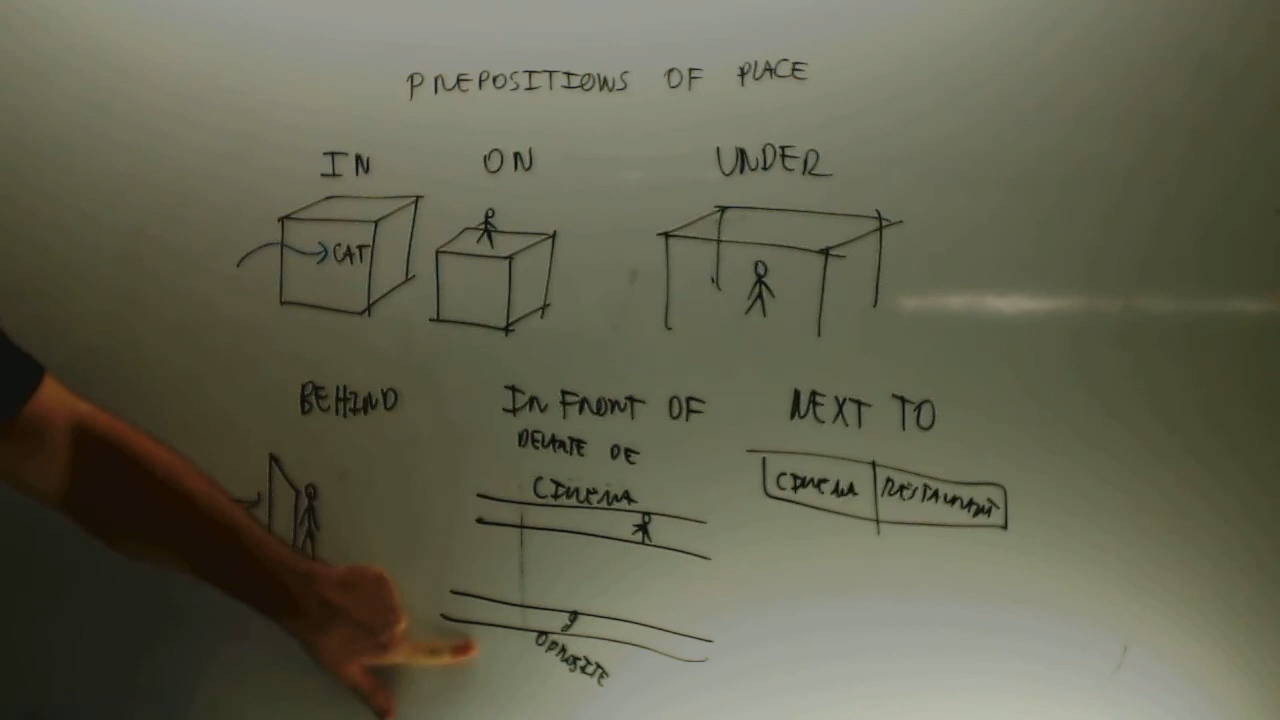 PREPOSITIONS OF PLACE
IN ON UNDER
CAT
BEHIND IN FRONT OF NEXT TO
DELANTE DE
CINEMA
CINEMA RESTAURANT
OPPOSITE